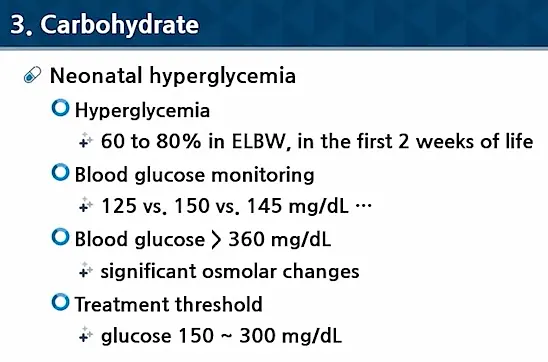 3. Carbohydrate
Neonatal hyperglycemia
Hyperglycemia
60 to 80% in ELBW, in the first 2 weeks of life
Blood glucose monitoring
125 vs. 150 vs. 145 mg/dL ⋯
Blood glucose > 360 mg/dL
significant osmolar changes
Treatment threshold
glucose 150 ~ 300 mg/dL